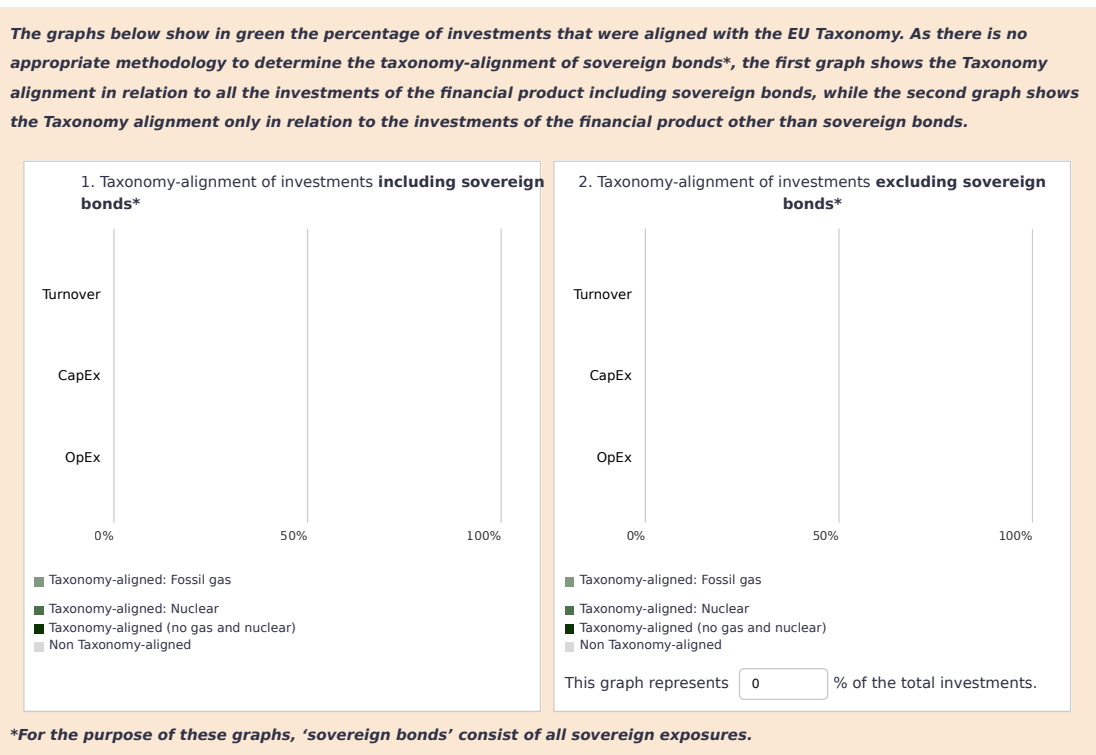 The graphs below show in green the percentage of investments that were aligned with the EU Taxonomy. As there is no
appropriate methodology to determine the taxonomy-alignment of sovereign bonds*, the first graph shows the Taxonomy
alignment in relation to all the investments of the financial product including sovereign bonds, while the second graph shows
the Taxonomy alignment only in relation to the investments of the financial product other than sovereign bonds.
1. Taxonomy-alignment of investments including sovereign
bonds*
Turnover
CapEx
OpEx
0% 50% 100%
Taxonomy-aligned: Fossil gas
Taxonomy-aligned: Nuclear
Taxonomy-aligned (no gas and nuclear)
Non Taxonomy-aligned
2. Taxonomy-alignment of investments excluding sovereign
bonds*
Turnover
CapEx
OpEx
0% 50% 100%
Taxonomy-aligned: Fossil gas
Taxonomy-aligned: Nuclear
Taxonomy-aligned (no gas and nuclear)
Non Taxonomy-aligned
This graph represents 0 % of the total investments.
*For the purpose of these graphs, ‘sovereign bonds’ consist of all sovereign exposures.